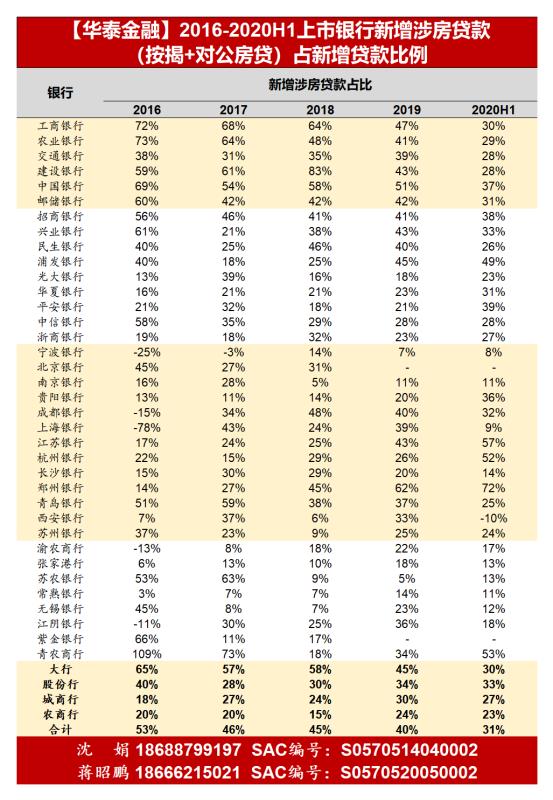 【华泰金融】2016-2020H1上市银行新增涉房贷款
（按揭+对公房贷）占新增贷款比例
银行 新增涉房贷款占比
2016 2017 2018 2019 2020H1
工商银行 72% 68% 64% 47% 30%
农业银行 73% 64% 48% 41% 29%
交通银行 38% 31% 35% 39% 28%
建设银行 59% 61% 83% 43% 28%
中国银行 69% 54% 58% 51% 37%
邮储银行 60% 42% 42% 42% 31%
招商银行 56% 46% 41% 41% 38%
兴业银行 61% 21% 38% 43% 33%
民生银行 40% 25% 46% 40% 26%
浦发银行 40% 18% 25% 45% 49%
光大银行 13% 39% 16% 18% 23%
华夏银行 16% 21% 21% 23% 31%
平安银行 21% 32% 18% 21% 39%
中信银行 58% 35% 29% 28% 28%
浙商银行 19% 18% 32% 23% 27%
宁波银行 -25% -3% 14% 7% 8%
北京银行 45% 27% 31% - -
南京银行 16% 28% 5% 11% 11%
贵阳银行 13% 11% 14% 20% 36%
成都银行 -15% 34% 48% 40% 32%
上海银行 -78% 43% 24% 39% 9%
江苏银行 17% 24% 25% 43% 57%
杭州银行 22% 15% 29% 26% 52%
长沙银行 15% 30% 29% 20% 14%
郑州银行 14% 27% 45% 62% 72%
青岛银行 51% 59% 38% 37% 25%
西安银行 7% 37% 6% 33% -10%
苏州银行 37% 23% 9% 25% 24%
渝农商行 -13% 8% 18% 22% 17%
张家港行 6% 13% 10% 18% 13%
苏农银行 53% 63% 9% 5% 13%
常熟银行 3% 7% 7% 14% 11%
无锡银行 45% 8% 7% 23% 12%
江阴银行 -11% 30% 25% 36% 18%
紫金银行 66% 11% 17% - -
青农商行 109% 73% 18% 34% 53%
大行 65% 57% 58% 45% 30%
股份行 40% 28% 30% 34% 33%
城商行 18% 27% 24% 30% 27%
农商行 20% 20% 15% 24% 23%
合计 53% 46% 45% 40% 31%
沈 娟 18688799197 SAC编号：S0570514040002
蒋昭鹏 18666215021 SAC编号：S0570520050002